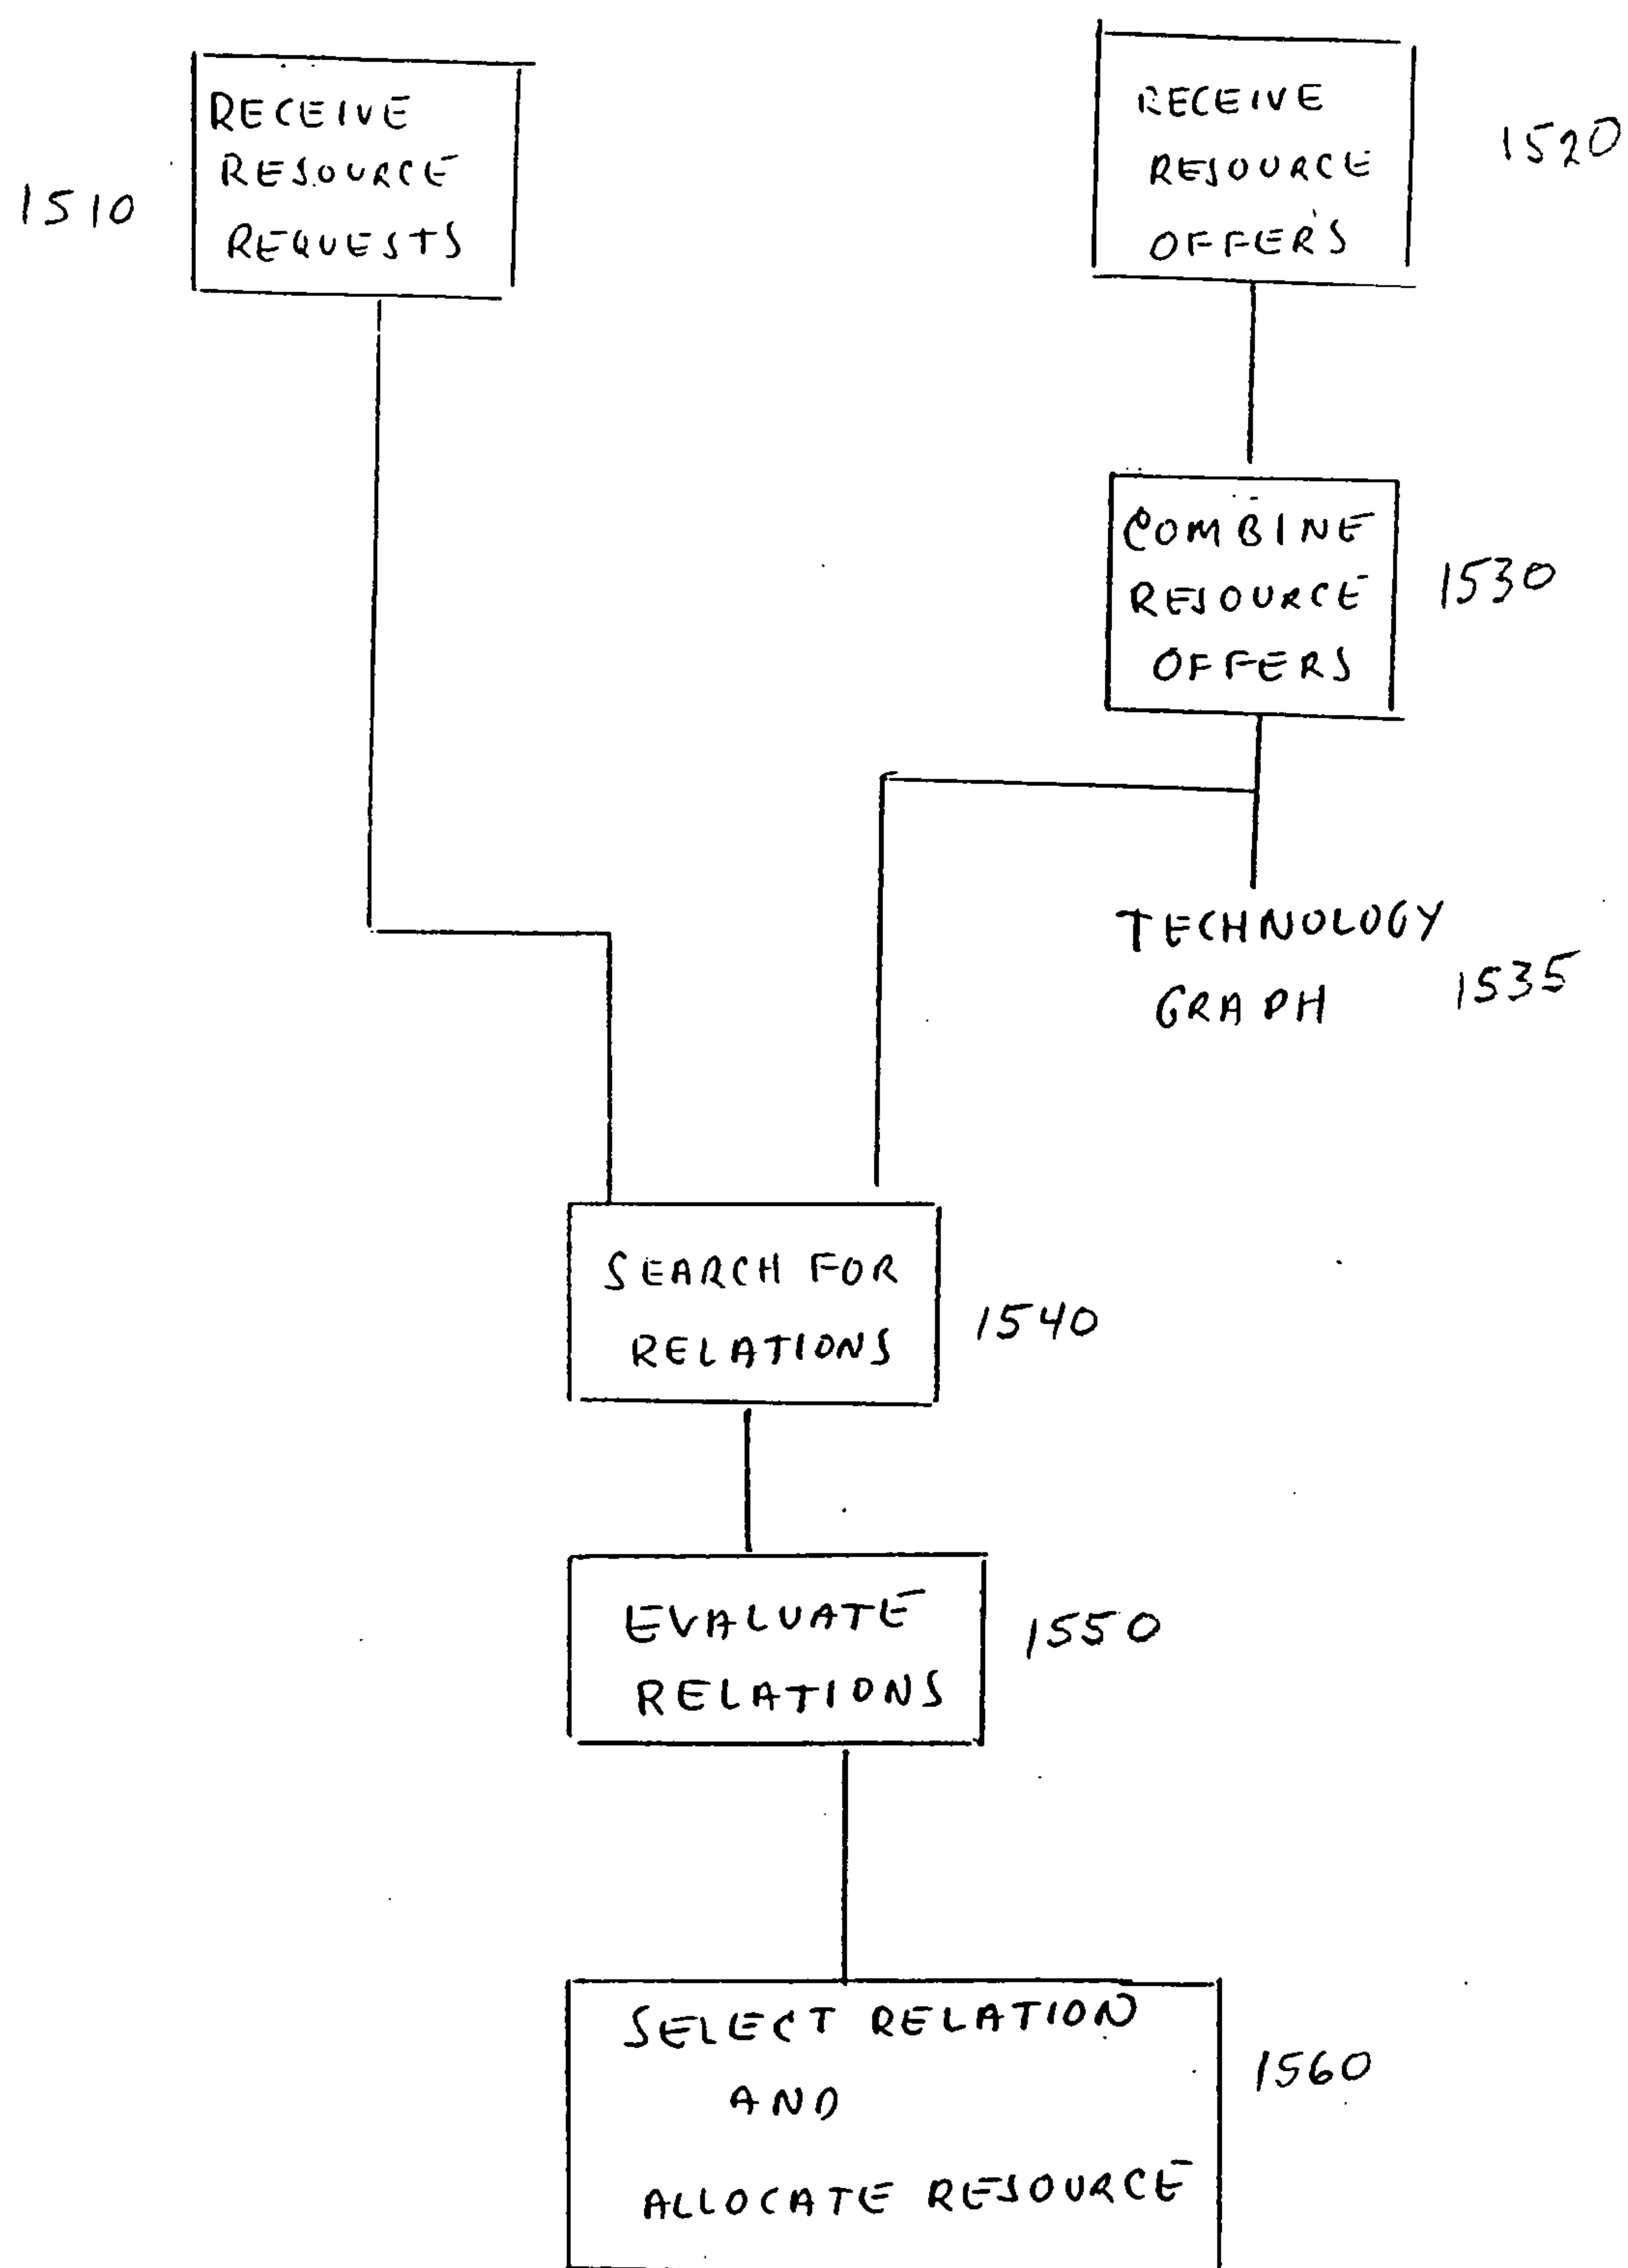 RECEIVE
RESOURCE
REQUESTS
1510
RECEIVE
RESOURCE
OFFERS
1520
COMBINE
RESOURCE
OFFERS
1530
TECHNOLOGY
GRAPH
1535
SEARCH FOR
RELATIONS
1540
EVALUATE
RELATIONS
1550
SELECT RELATION
AND
ALLOCATE RESOURCE
1560